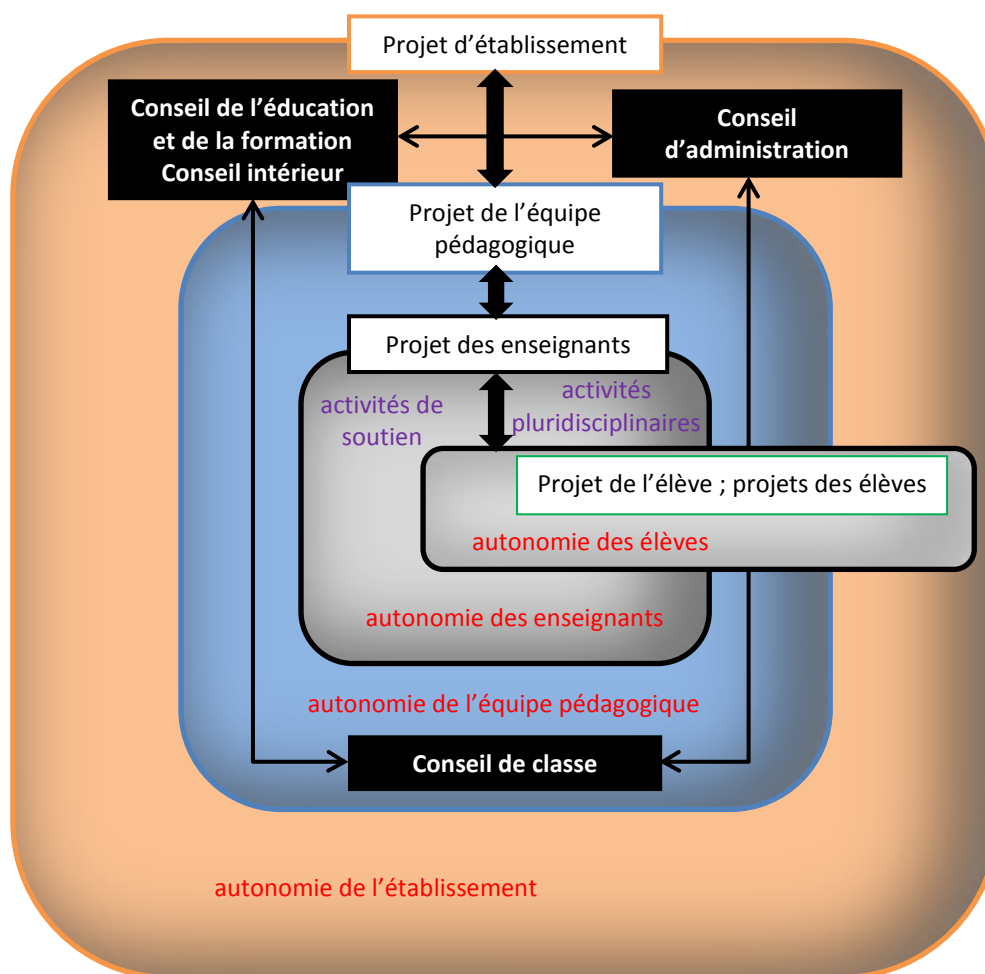 Projet d’établissement
Conseil de l’éducation
et de la formation
Conseil intérieur
Conseil
d’administration
Projet de l’équipe
pédagogique
Projet des enseignants
activités de
soutien
activités
pluridisciplinaires
Projet de l’élève ; projets des élèves
autonomie des élèves
autonomie des enseignants
autonomie de l’équipe pédagogique
Conseil de classe
autonomie de l’établissement